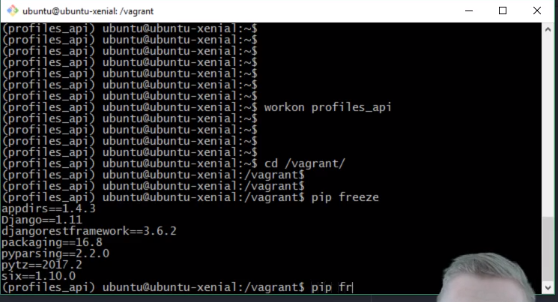 ubuntu@ubuntu-xenial: /vagrant
(profiles_api) ubuntu@ubuntu-xenial:~$
(profiles_api) ubuntu@ubuntu-xenial:~$
(profiles_api) ubuntu@ubuntu-xenial:~$
(profiles_api) ubuntu@ubuntu-xenial:~$
(profiles_api) ubuntu@ubuntu-xenial:~$
(profiles_api) ubuntu@ubuntu-xenial:~$
(profiles_api) ubuntu@ubuntu-xenial:~$
(profiles_api) ubuntu@ubuntu-xenial:~$ workon profiles_api
(profiles_api) ubuntu@ubuntu-xenial:~$
(profiles_api) ubuntu@ubuntu-xenial:~$
(profiles_api) ubuntu@ubuntu-xenial:~$
(profiles_api) ubuntu@ubuntu-xenial:~$ cd /vagrant/
(profiles_api) ubuntu@ubuntu-xenial:/vagrant$
(profiles_api) ubuntu@ubuntu-xenial:/vagrant$
(profiles_api) ubuntu@ubuntu-xenial:/vagrant$ pip freeze
appdirs==1.4.3
Django==1.11
djangorestframework==3.6.2
packaging==16.8
pyparsing==2.2.0
pytz==2017.2
six==1.10.0
(profiles_api) ubuntu@ubuntu-xenial:/vagrant$ pip fr